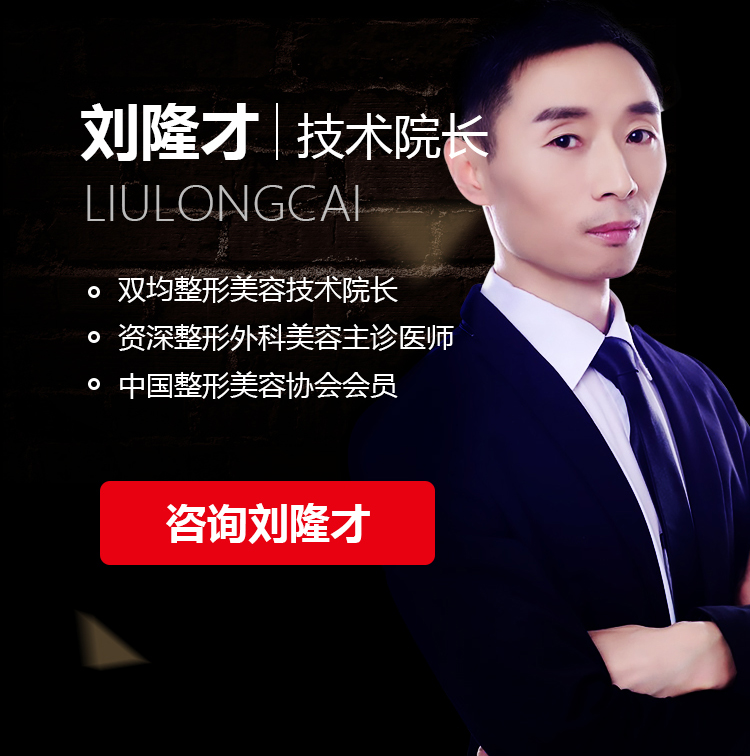 刘隆才 | 技术院长
LIULONGCAI
双均整形美容技术院长
资深整形外科美容主诊医师
中国整形美容协会会员
咨询刘隆才